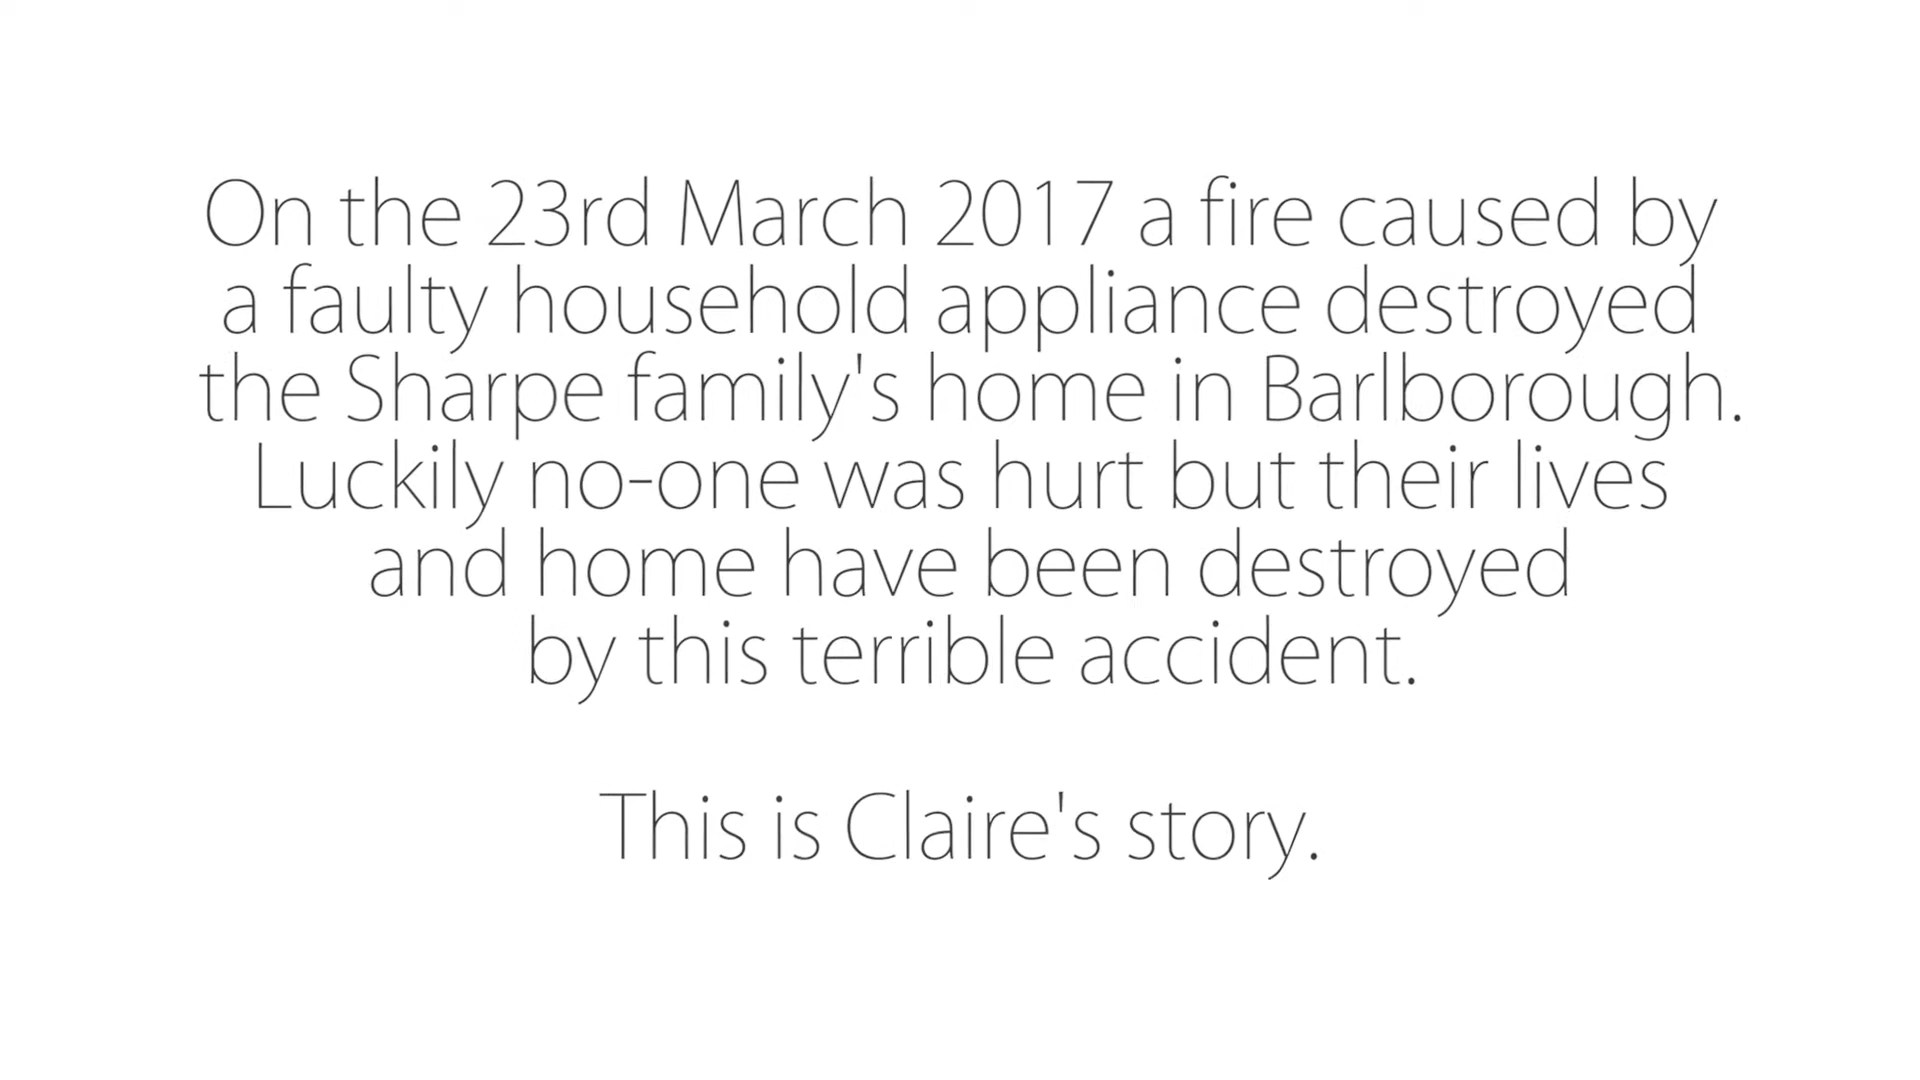 On the 23rd March 2017 a fire caused by
a faulty household appliance destroyed
the Sharpe family's home in Barlborough.
Luckily no-one was hurt but their lives
and home have been destroyed
by this terrible accident.
This is Claire's story.